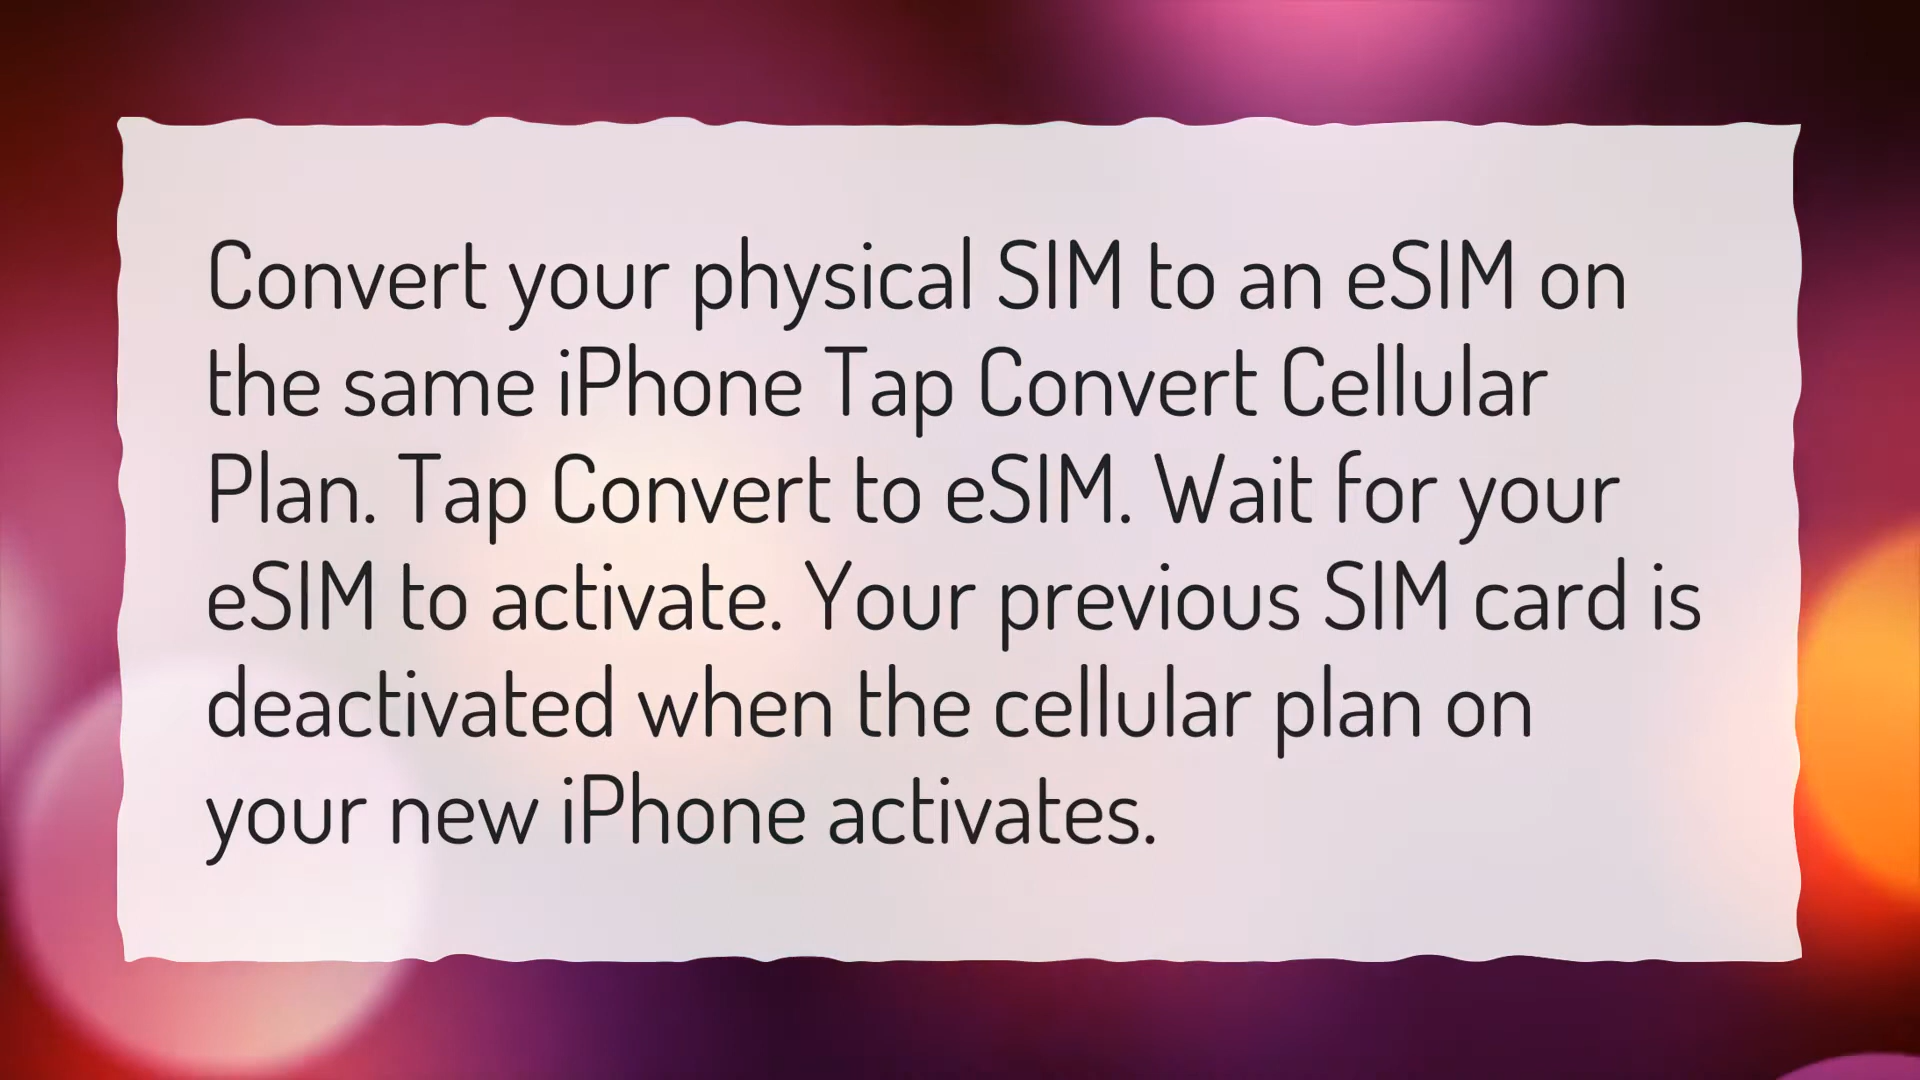 Convert your physical SIM to an eSIM on
the same iPhone Tap Convert Cellular
Plan. Tap Convert to eSIM. Wait for your
eSIM to activate. Your previous SIM card is
deactivated when the cellular plan on
your new iPhone activates.